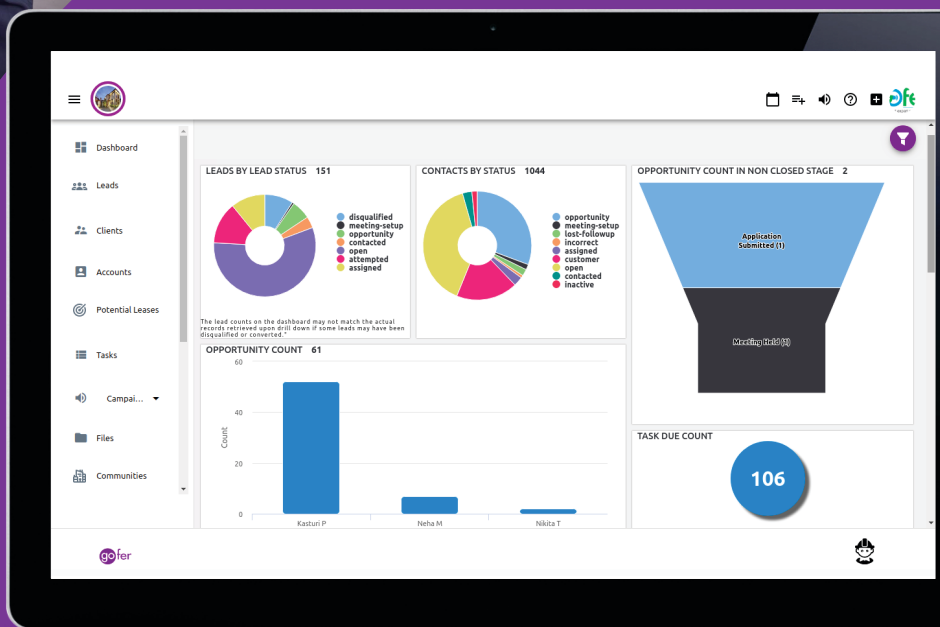 Dashboard
Leads
Clients
Accounts
Potential Leases
Tasks
Campai...
Files
Communities
LEADS BY LEAD STATUS 151
disqualified
meeting-setup
opportunity
contacted
open
attempted
assigned
The lead counts on the dashboard may not match the actual
records retrieved upon drill down if some leads may have been
disqualified or converted."
CONTACTS BY STATUS 1044
opportunity
meeting-setup
lost-followup
incorrect
assigned
customer
open
contacted
inactive
OPPORTUNITY COUNT IN NON CLOSED STAGE 2
Application
Submitted (1)
Meeting Held (1)
OPPORTUNITY COUNT 61
60
40
20
0
Count
Kasturi P
Neha M
Nikita T
TASK DUE COUNT
106
gofer